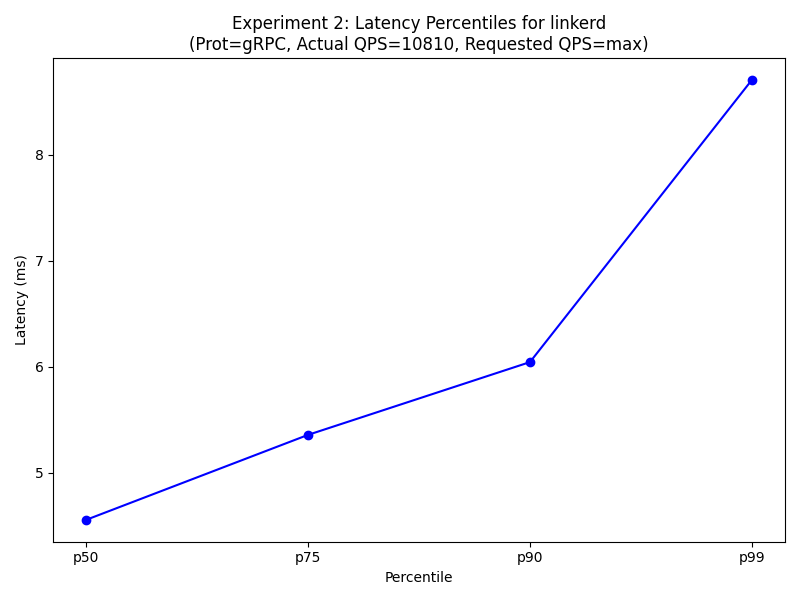 Experiment 2: Latency Percentiles for linkerd
(Prot=gRPC, Actual QPS=10810, Requested QPS=max)
Latency (ms)
8
7
6
5
p50 p75 p90 p99
Percentile